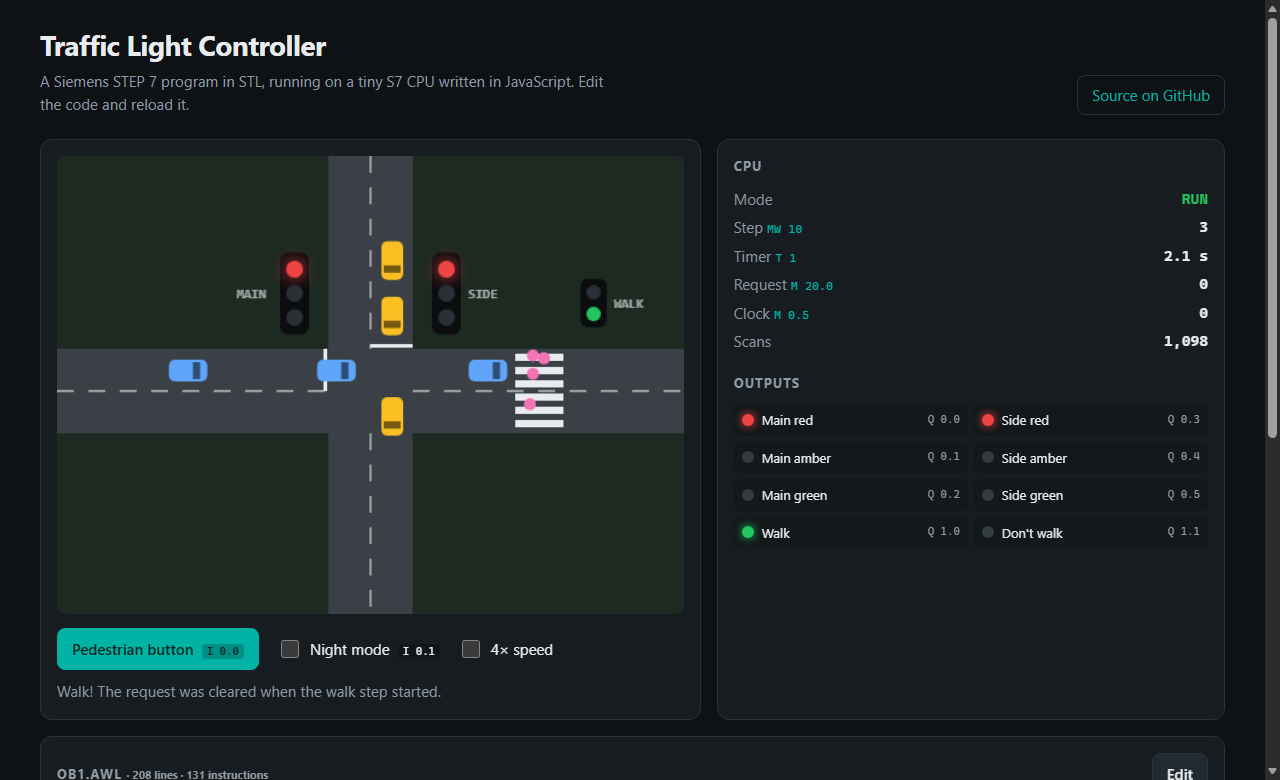 Traffic Light Controller
A Siemens STEP 7 program in STL, running on a tiny S7 CPU written in JavaScript. Edit
the code and reload it.
Source on GitHub
MAIN
SIDE
WALK
Pedestrian button I 0.0
Night mode I 0.1
4× speed
Walk! The request was cleared when the walk step started.
CPU
Mode RUN
Step MW 10 3
Timer T 1 2.1 s
Request M 20.0 0
Clock M 0.5 0
Scans 1,098
OUTPUTS
Main red Q 0.0
Side red Q 0.3
Main amber Q 0.1
Side amber Q 0.4
Main green Q 0.2
Side green Q 0.5
Walk Q 1.0
Don't walk Q 1.1
OB1.AWL · 208 lines · 131 instructions
Edit